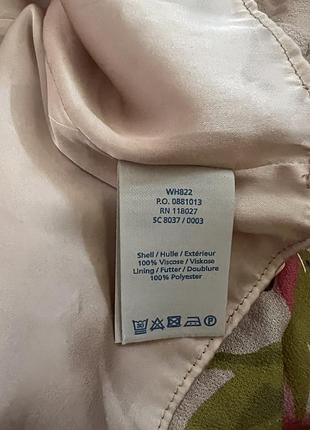 WH822
P.O. 0881013
RN 118027
SC 8037 / 0003
Shell / Hulle / Extérieur
100% Viscose / Viskose
Lining / Futter / Doublure
100% Polyester